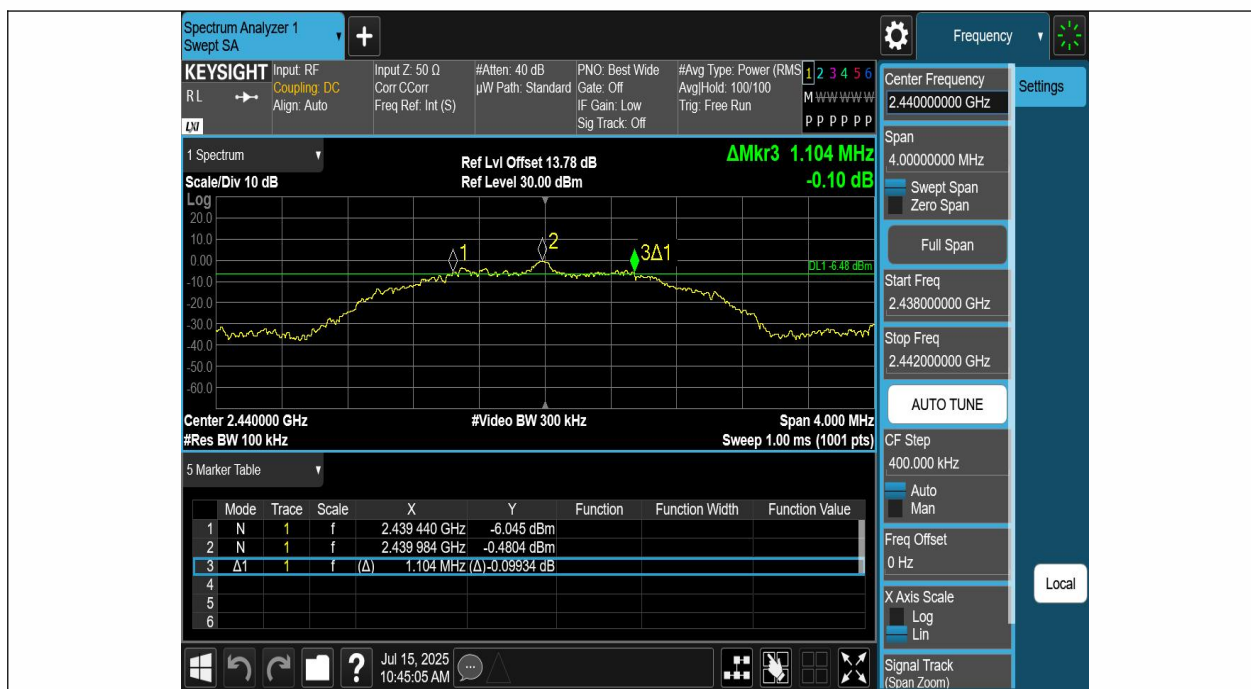 Spectrum Analyzer 1
Swept SA
+
Frequency
KEYSIGHT
RL
LXI
Input: RF
Coupling: DC
Align: Auto
Input Z: 50 Ω
Corr CCorr
Freq Ref: Int (S)
#Atten: 40 dB
µW Path: Standard
PNO: Best Wide
Gate: Off
IF Gain: Low
Sig Track: Off
#Avg Type: Power (RMS
Avg|Hold: 100/100
Trig: Free Run
1 2 3 4 5 6
M W W W W W
P P P P P P
1 Spectrum
Scale/Div 10 dB
Log
Ref Lvl Offset 13.78 dB
Ref Level 30.00 dBm
ΔMkr3 1.104 MHz
-0.10 dB
20.0
10.0
0.00
-10.0
-20.0
-30.0
-40.0
-50.0
-60.0
1
2
3Δ1
DL1 -6.48 dBm
Center 2.440000 GHz
#Res BW 100 kHz
#Video BW 300 kHz
Span 4.000 MHz
Sweep 1.00 ms (1001 pts)
5 Marker Table
Mode Trace Scale X Y Function Function Width Function Value
1 N 1 f 2.439 440 GHz -6.045 dBm
2 N 1 f 2.439 984 GHz -0.4804 dBm
3 Δ1 1 f (Δ) 1.104 MHz (Δ) -0.09934 dB
4
5
6
?
Jul 15, 2025
10:45:05 AM
Center Frequency
2.440000000 GHz
Span
4.00000000 MHz
Swept Span
Zero Span
Full Span
Start Freq
2.438000000 GHz
Stop Freq
2.442000000 GHz
AUTO TUNE
CF Step
400.000 kHz
Auto
Man
Freq Offset
0 Hz
X Axis Scale
Log
Lin
Signal Track
(Span Zoom)
Settings
Local